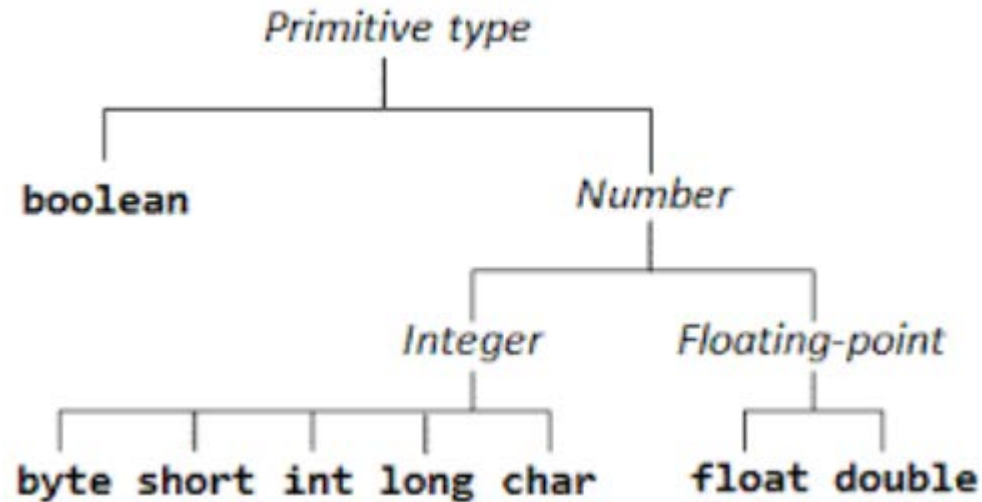 Primitive type
boolean Number
Integer Floating-point
byte short int long char float double